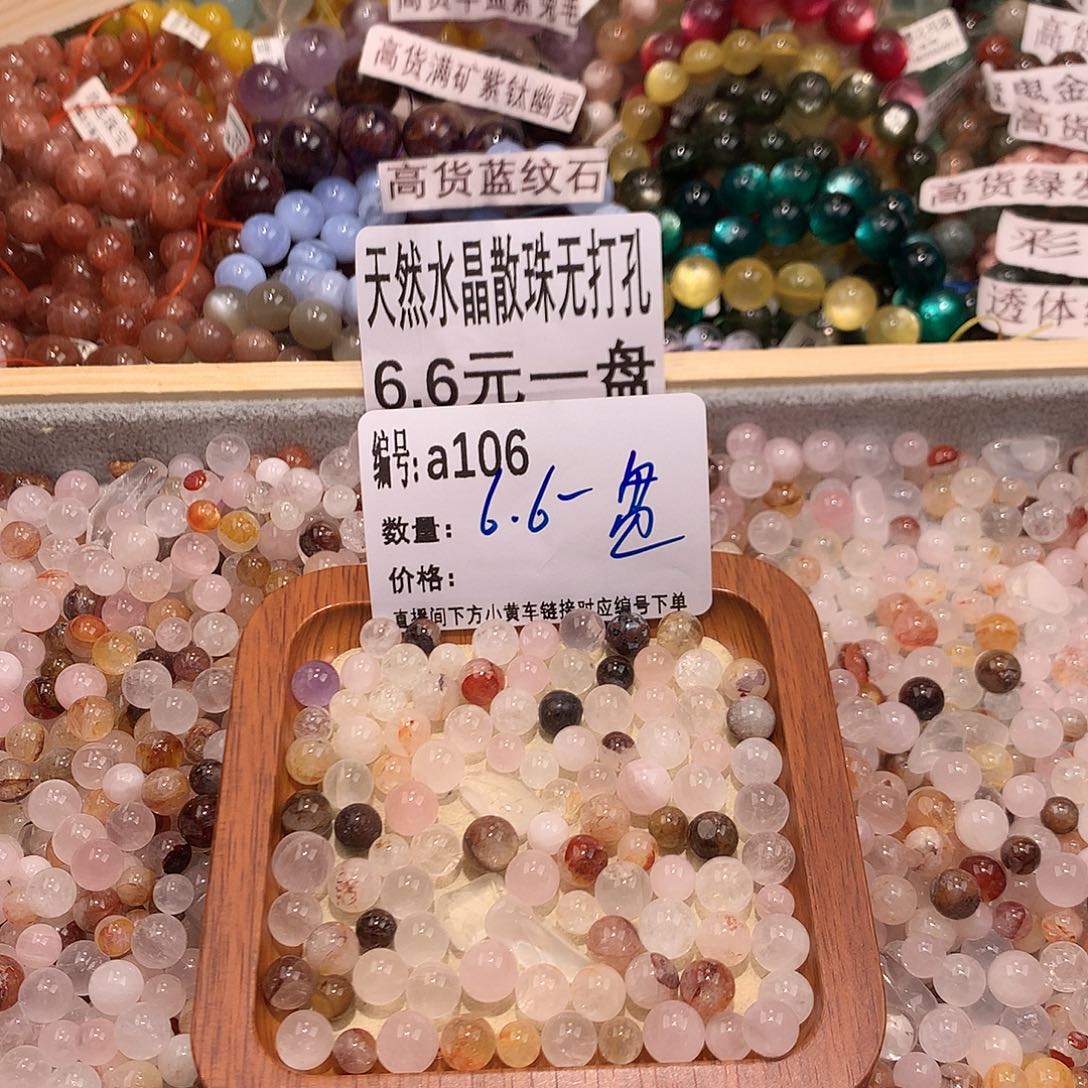 高货满矿紫钛幽灵
高货蓝纹石
高货
高货绿
彩
透体
天然水晶散珠无打孔
6.6元一盘
编号:a106
数量:
6.6一盘
价格:
直播间下方小黄车链接对应编号下单